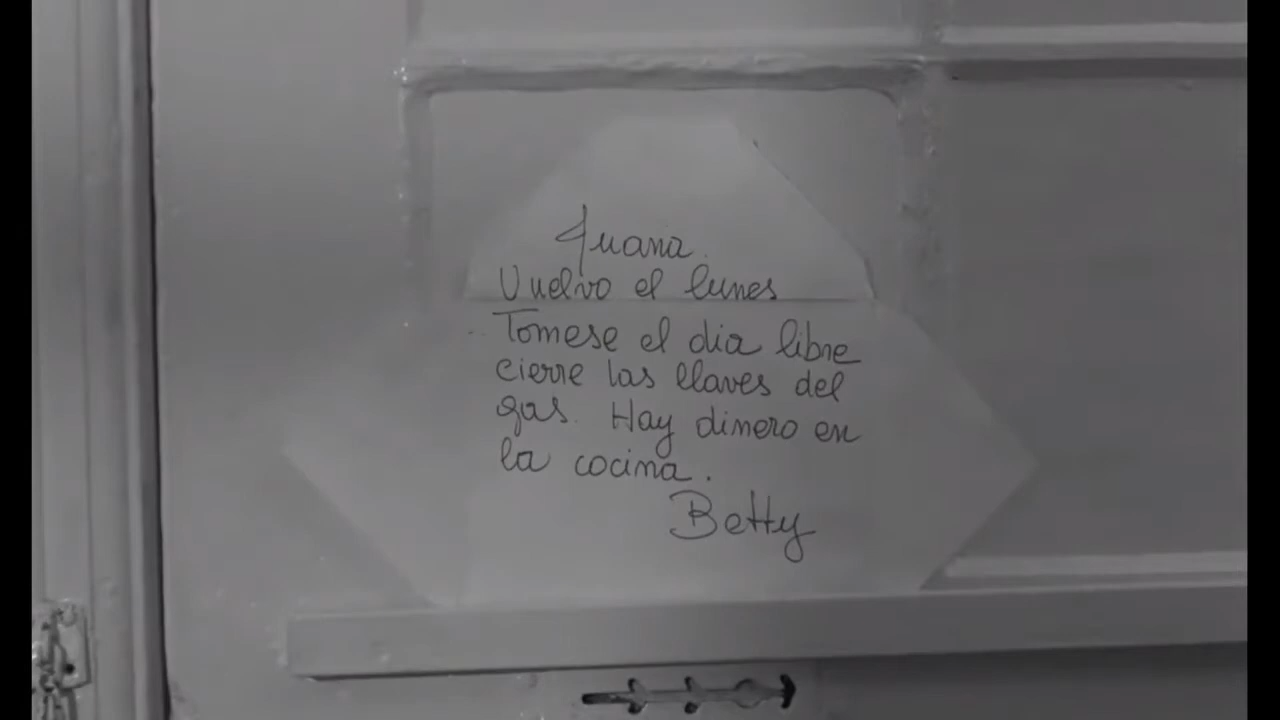 Juana.
Vuelvo el lunes
Tomese el dia libre
cierre las llaves del
gas. Hay dinero en
la cocina.
Betty